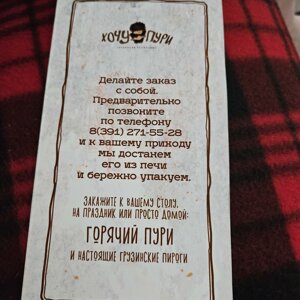 ХОЧУ ПУРИ
Делайте заказ
с собой.
Предварительно
позвоните
по телефону
8(391) 271-55-28
и к вашему приходу
мы достанем
его из печи
и бережно упакуем.
ЗАКАЖИТЕ К ВАШЕМУ СТОЛУ,
НА ПРАЗДНИК ИЛИ ПРОСТО ДОМОЙ:
ГОРЯЧИЙ ПУРИ
И НАСТОЯЩИЕ ГРУЗИНСКИЕ ПИРОГИ